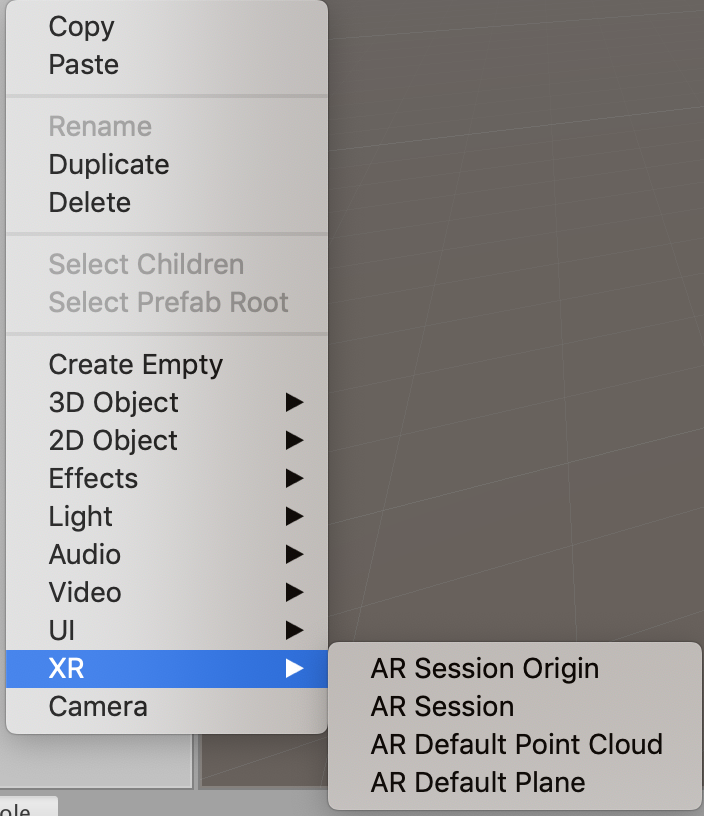 Copy
Paste
Rename
Duplicate
Delete
Select Children
Select Prefab Root
Create Empty
3D Object
2D Object
Effects
Light
Audio
Video
UI
XR
Camera
AR Session Origin
AR Session
AR Default Point Cloud
AR Default Plane